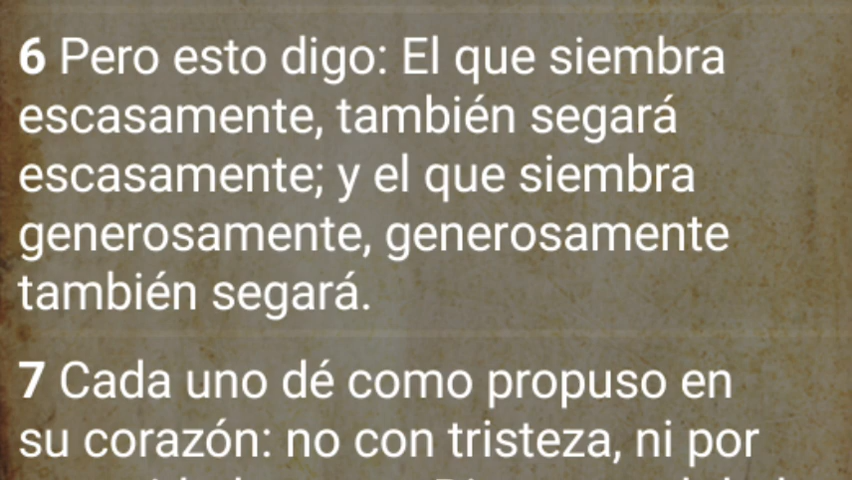 6 Pero esto digo: El que siembra
escasamente, también segará
escasamente; y el que siembra
generosamente, generosamente
también segará.
7 Cada uno dé como propuso en
su corazón: no con tristeza, ni por